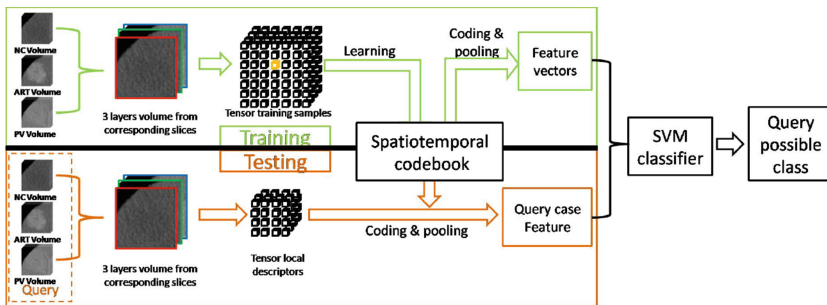 NC Volume
ART Volume
PV Volume
3 layers volume from
corresponding slices
Tensor training samples
Learning
Coding &
pooling
Feature
vectors
Training
Testing
Spatiotemporal
codebook
SVM
classifier
Query
possible
class
NC Volume
ART Volume
PV Volume
Query
3 layers volume from
corresponding slices
Tensor local
descriptors
Coding & pooling
Query case
Feature